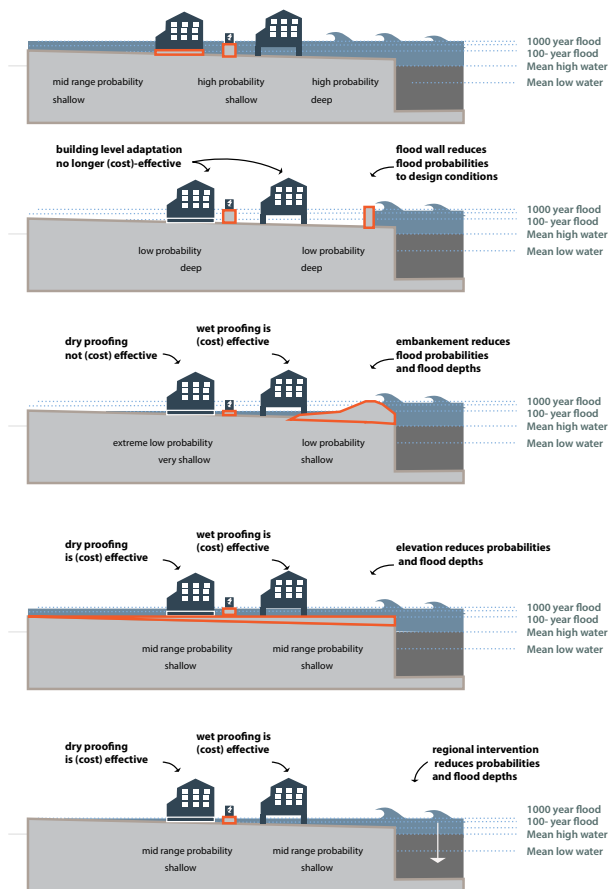 1000 year flood
100- year flood
Mean high water
Mean low water
mid range probability
shallow
high probability
shallow
high probability
deep
building level adaptation
no longer (cost)-effective
flood wall reduces
flood probabilities
to design conditions
1000 year flood
100- year flood
Mean high water
Mean low water
low probability
deep
low probability
deep
dry proofing
not (cost) effective
wet proofing is
(cost) effective
embankement reduces
flood probabilities
and flood depths
1000 year flood
100- year flood
Mean high water
Mean low water
extreme low probability
very shallow
low probability
shallow
dry proofing
is (cost) effective
wet proofing is
(cost) effective
elevation reduces probabilities
and flood depths
1000 year flood
100- year flood
Mean high water
Mean low water
mid range probability
shallow
mid range probability
shallow
dry proofing
is (cost) effective
wet proofing is
(cost) effective
regional intervention
reduces probabilities
and flood depths
1000 year flood
100- year flood
Mean high water
Mean low water
mid range probability
shallow
mid range probability
shallow